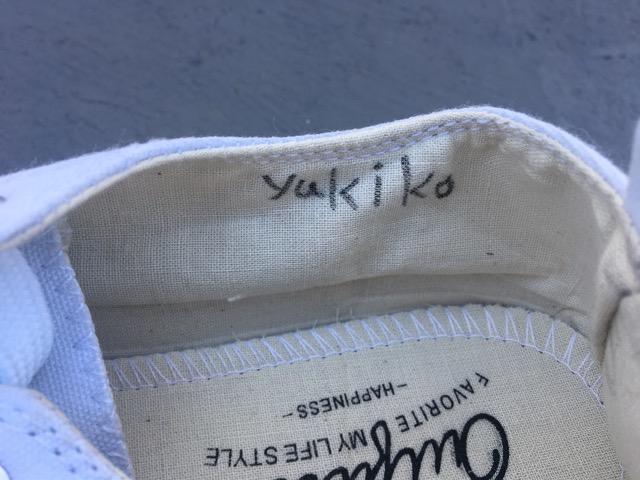 yukiko
FAVORITE MY LIFE STYLE
-HAPPINESS-